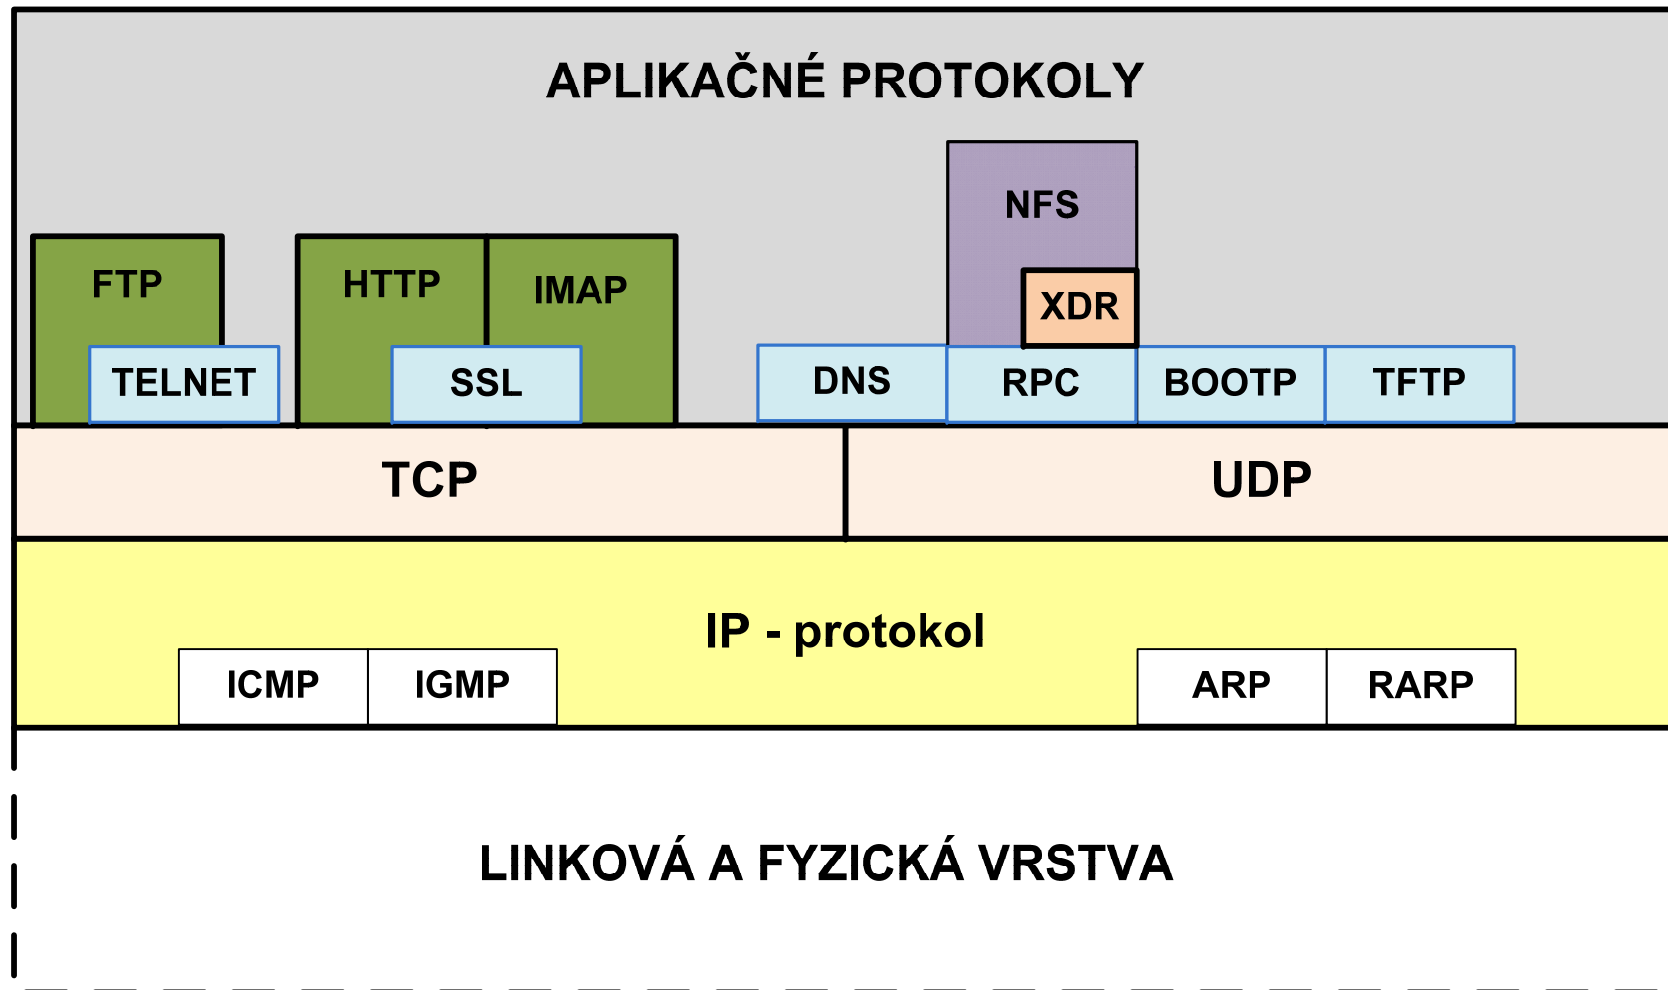 APLIKAČNÉ PROTOKOLY
NFS
FTP
HTTP
IMAP
XDR
TELNET
SSL
DNS
RPC
BOOTP
TFTP
TCP
UDP
IP - protokol
ICMP
IGMP
ARP
RARP
LINKOVÁ A FYZICKÁ VRSTVA